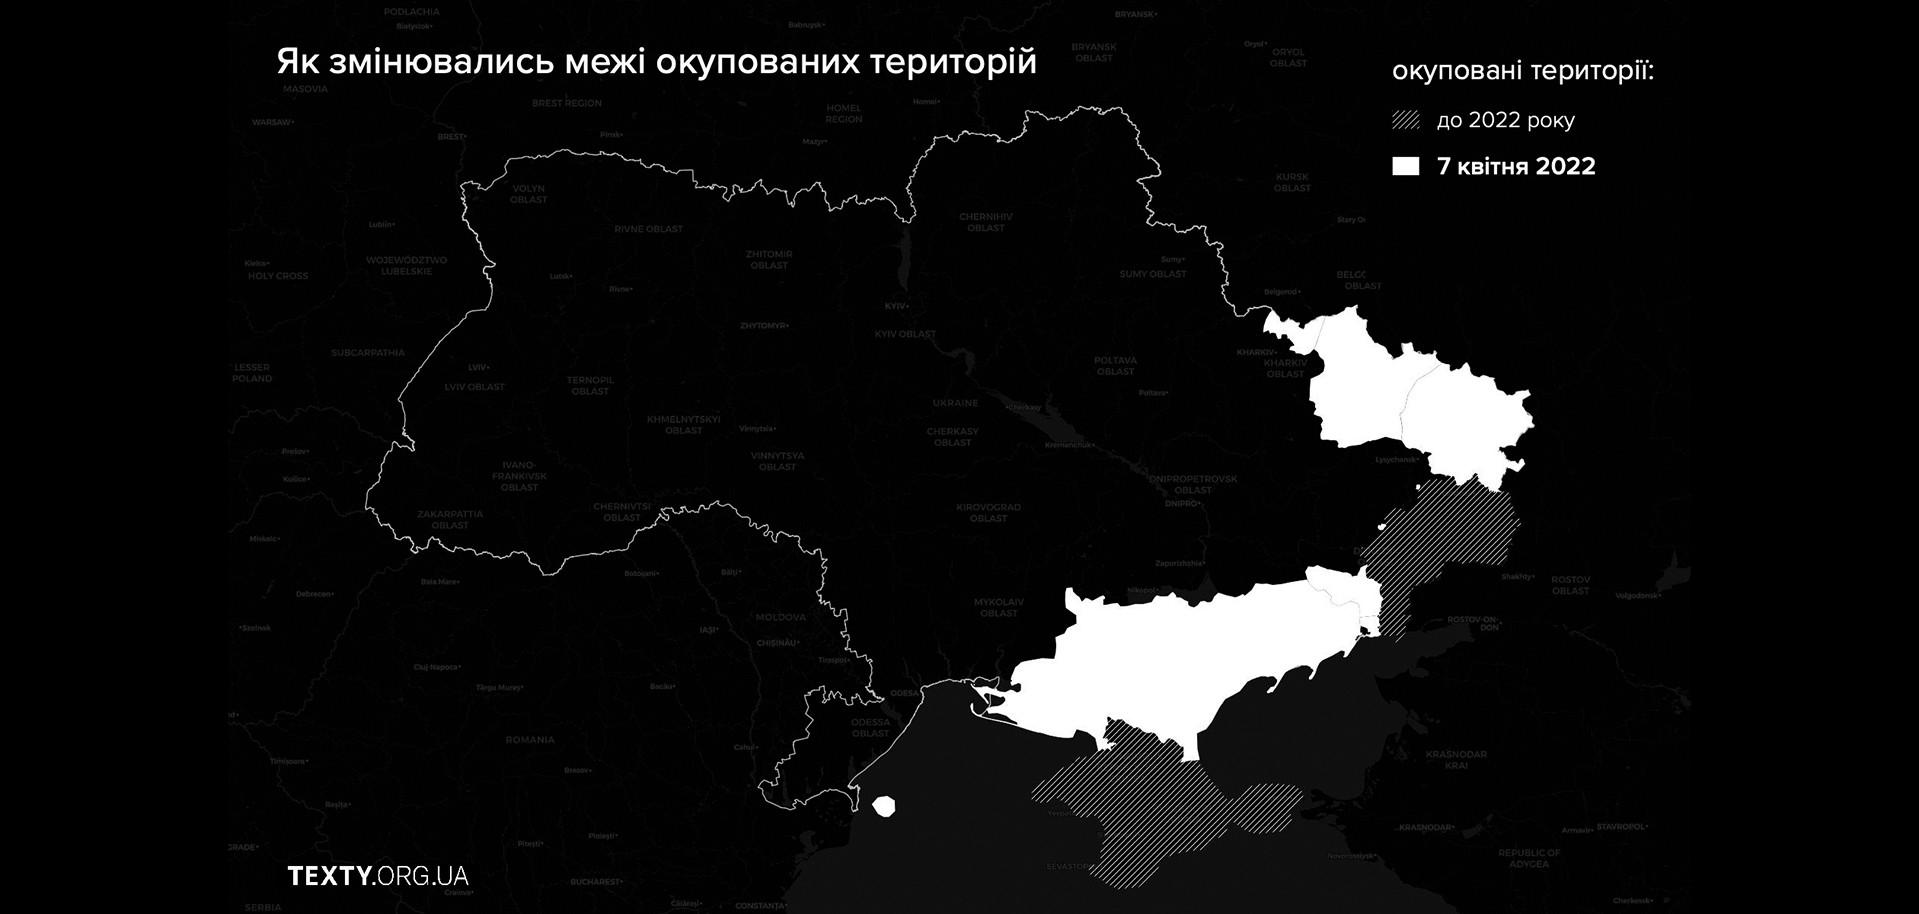 PODLACHIA
Białystok
Babruysk
BRYANSK
Як змінювались межі окупованих територій
BRYANSK
OBLAST
Oryol
ORYOL
OBLAST
окуповані території:
MASOVIA
BREST REGION
HOMEL
REGION
Homel
до 2022 року
WARSAW
BREST
Pinsk
Mazyr
7 квітня 2022
VOLYN
OBLAST
KURSK
OBLAST
Lublin
RIVNE OBLAST
CHERNIHIV
OBLAST
Stary O
Kielce
HOLY CROSS
WOJEWÓDZTWO
LUBELSKIE
Lutsk
Rivne
ZHITOMIR
OBLAST
Sumy
SUMY OBLAST
BELGO
OBLAST
Belgorod
KYIV
ZHYTOMYR
KYIV OBLAST
SUBCARPATHIA
LESSER
POLAND
LVIV
LVIV OBLAST
TERNOPIL
OBLAST
POLTAVA
OBLAST
KHARKIV
KHARKIV
OBLAST
Poltava
UKRAINE
Cherkasy
KHMELNYTSKYI
OBLAST
Vinnytsia
CHERKASY
OBLAST
Kremenchuk
Prešov
VINNYTSYA
OBLAST
Lysychansk
Košice
IVANO-
FRANKIVSK
OBLAST
DNIPROPETROVSK
OBLAST
DNIPRO
ZAKARPATTIA
OBLAST
CHERNIVTSI
OBLAST
KIROVOGRAD
OBLAST
Miskolc
Baia Mare
Botoșani
Bălți
Zaporizhzhia
Nikopol
Shakhty
ROSTOV
OBLAST
Volgodonsk
Debrecen
MYKOLAIV
OBLAST
Szolnok
IAȘI
MOLDOVA
CHIȘINĂU
ROSTOV-ON-
DON
Cluj-Napoca
Tiraspol
Târgu Mureș
Bacău
ODESA
ODESSA
OBLAST
ROMANIA
Cahul
Timișoara
Brașov
KRASNODAR
KRAI
Reșița
Ploiești
Pitești
KRASNODAR
Armavir
STAVROPOL
GRADE
SEVASTOP
Novorossiysk
REPUBLIC OF
ADYGEA
TEXTY.ORG.UA
BUCHAREST
Craiova
SERBIA
Călărași
CONSTANȚA
Cherkessk